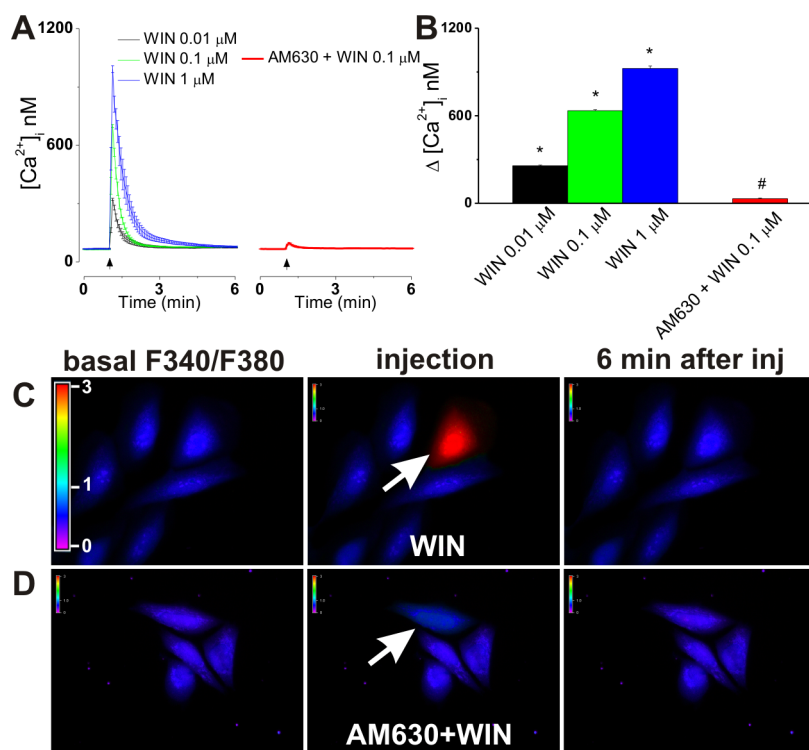 A
1200
600
0
[Ca²⁺]ᵢ nM
WIN 0.01 μM
WIN 0.1 μM
WIN 1 μM
AM630 + WIN 0.1 μM
0 3 6
Time (min)
0 3 6
Time (min)
B
1200
600
0
Δ [Ca²⁺]ᵢ nM
*
*
*
#
WIN 0.01 μM
WIN 0.1 μM
WIN 1 μM
AM630 + WIN 0.1 μM
basal F340/F380
injection
6 min after inj
C
3
1
0
WIN
D
AM630+WIN